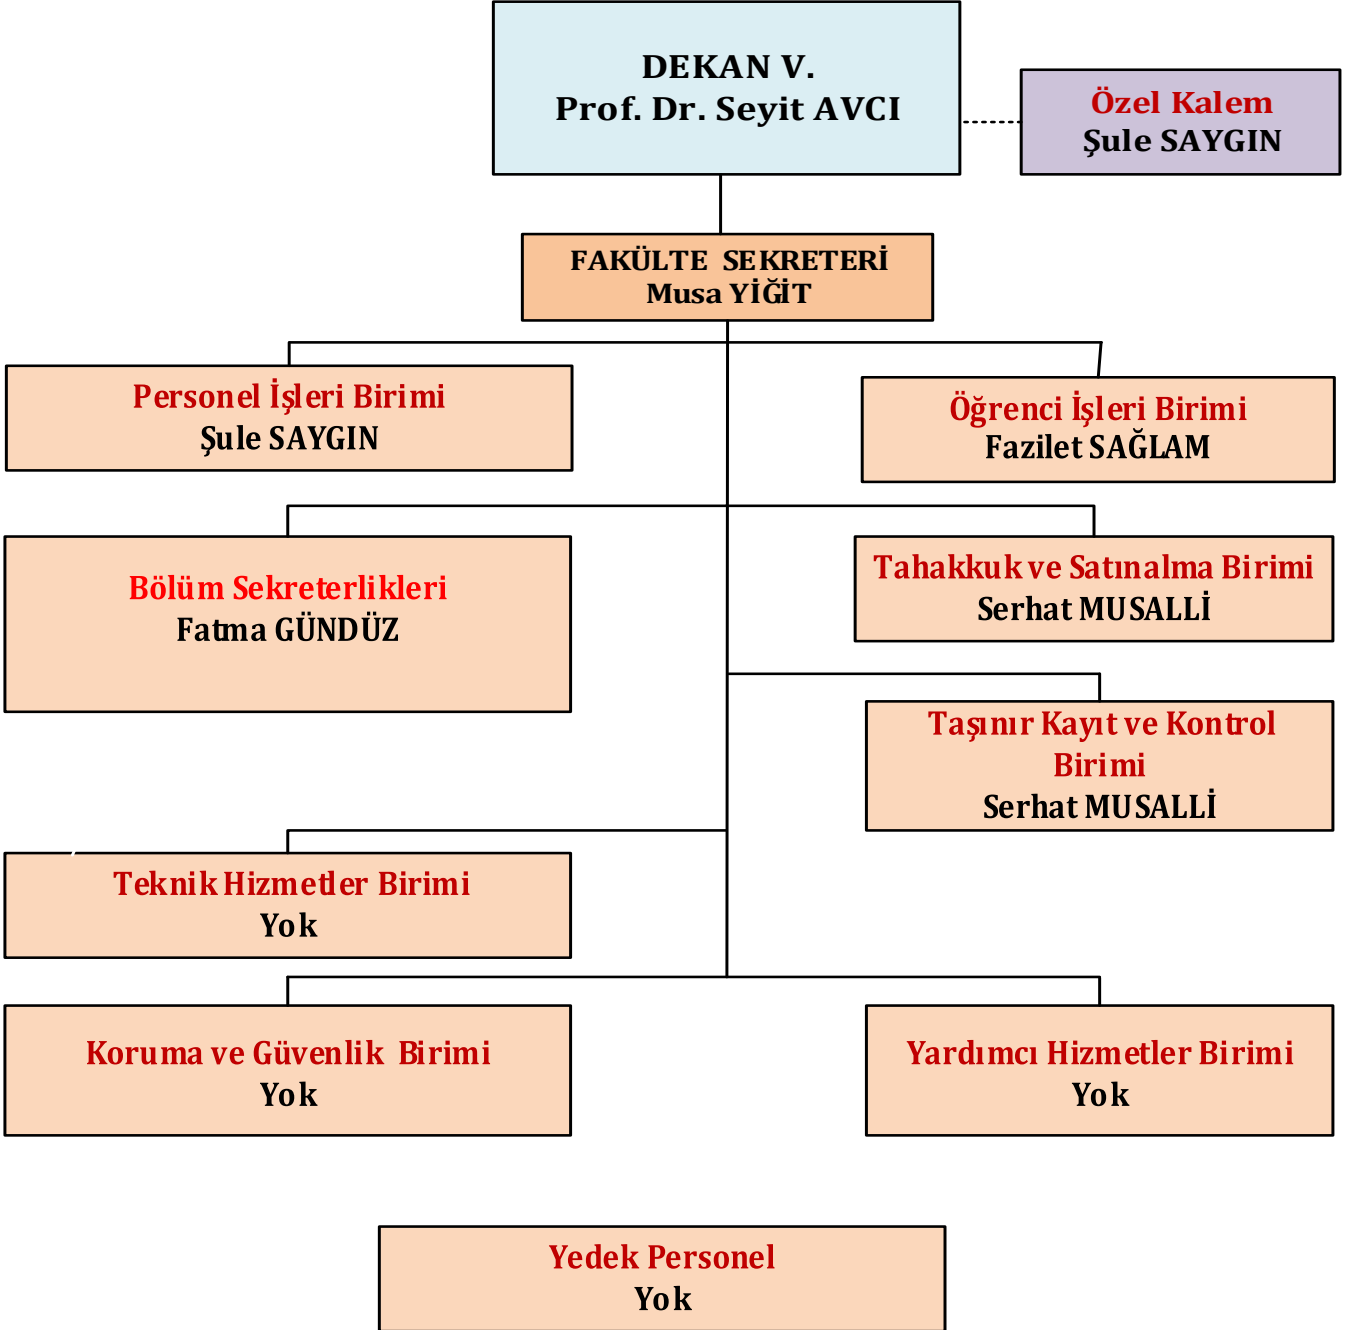 DEKAN V.
Prof. Dr. Seyit AVCI
Özel Kalem
Şule SAYGIN
FAKÜLTE SEKRETERİ
Musa YİĞİT
Personel İşleri Birimi
Şule SAYGIN
Öğrenci İşleri Birimi
Fazilet SAĞLAM
Bölüm Sekreterlikleri
Fatma GÜNDÜZ
Tahakkuk ve Satınalma Birimi
Serhat MUSALLİ
Taşınır Kayıt ve Kontrol
Birimi
Serhat MUSALLİ
Teknik Hizmetler Birimi
Yok
Koruma ve Güvenlik Birimi
Yok
Yardımcı Hizmetler Birimi
Yok
Yedek Personel
Yok